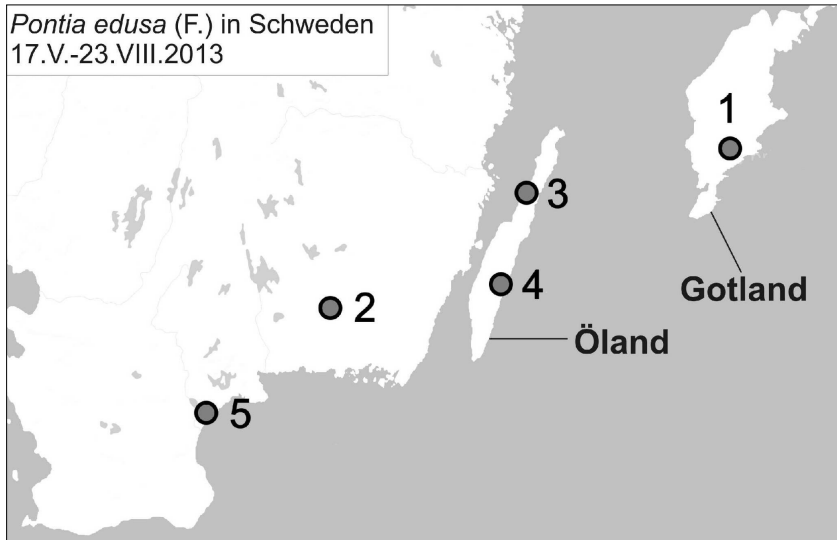 Pontia edusa (F.) in Schweden
17.V.-23.VIII.2013
1
3
4
Gotland
2
Öland
5